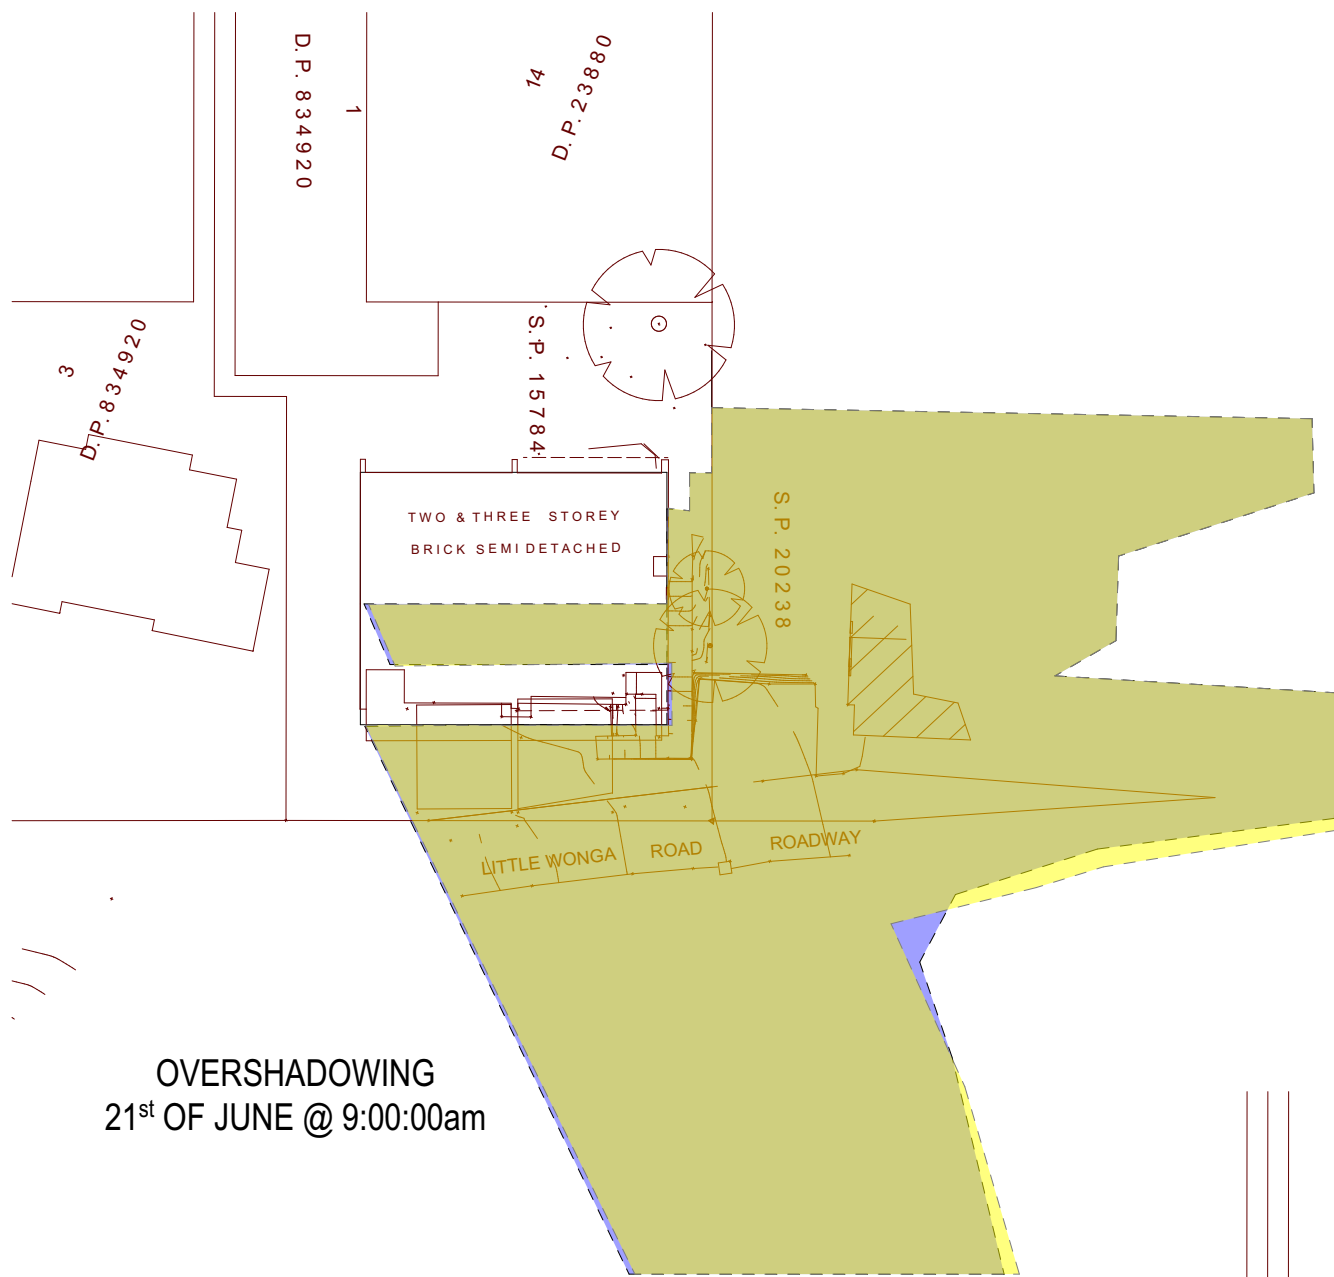 D.P. 834920
1
14
D.P. 23880
3
D.P. 834920
S.P. 15784
TWO & THREE STOREY
BRICK SEMI DETACHED
S.P. 20238
LITTLE WONGA ROAD ROADWAY
OVERSHADOWING
21st OF JUNE @ 9:00:00am